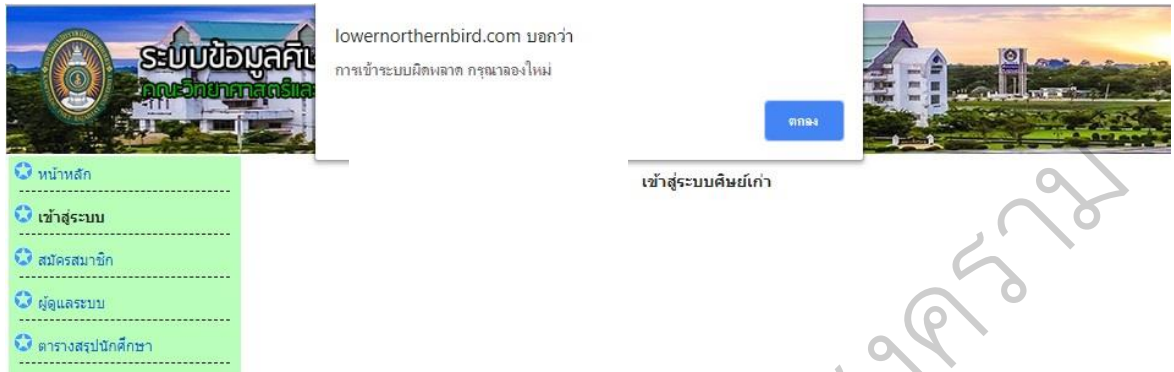 ระบบข้อมูลศิ
คณะวิทยาศาสตร์และ
lowernorthernbird.com บอกว่า
การเข้าระบบผิดพลาด กรุณาลองใหม่
ตกลง
หน้าหลัก
เข้าสู่ระบบ
สมัครสมาชิก
ผู้ดูแลระบบ
ตารางสรุปนักศึกษา
เข้าสู่ระบบศิษย์เก่า
งคราม